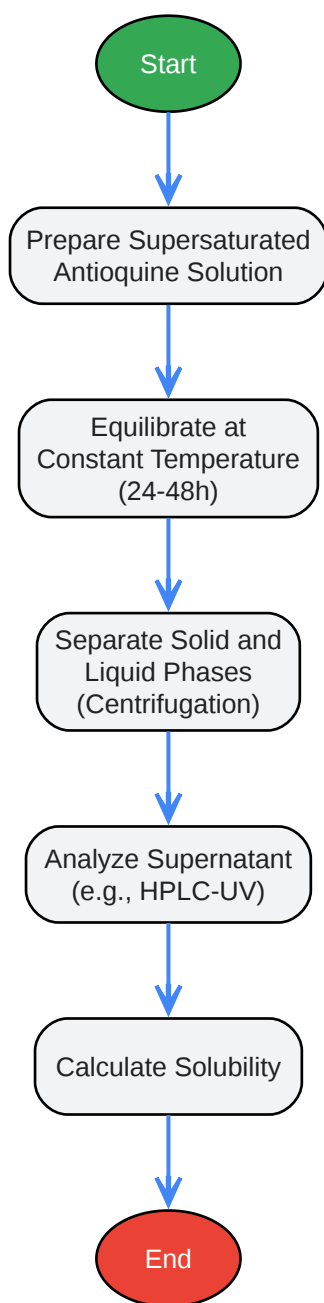 Start
Prepare Supersaturated
Antioquine Solution
Equilibrate at
Constant Temperature
(24-48h)
Separate Solid and
Liquid Phases
(Centrifugation)
Analyze Supernatant
(e.g., HPLC-UV)
Calculate Solubility
End